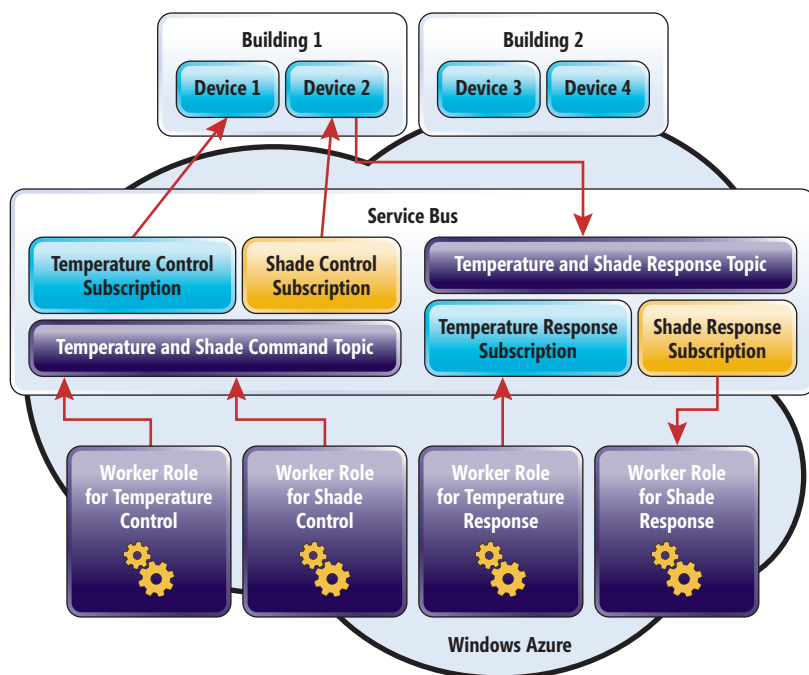 Building 1
Building 2
Device 1
Device 2
Device 3
Device 4
Service Bus
Temperature Control
Subscription
Shade Control
Subscription
Temperature and Shade Response Topic
Temperature and Shade Command Topic
Temperature Response
Subscription
Shade Response
Subscription
Worker Role
for Temperature
Control
Worker Role
for Shade
Control
Worker Role
for Temperature
Response
Worker Role
for Shade
Response
Windows Azure